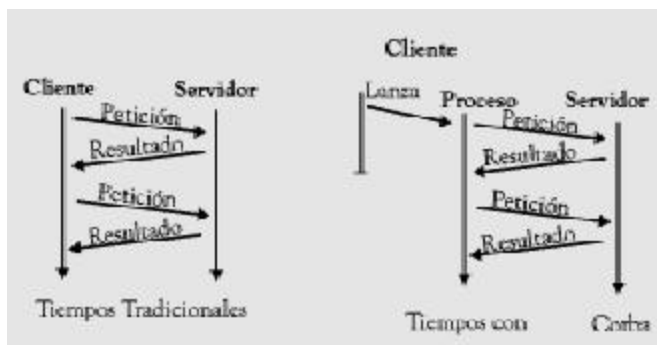 Cliente Servidor
Petición
Resultado
Petición
Resultado
Tiempos Tradicionales
Cliente
Lanza Proceso Servidor
Petición
Resultado
Petición
Resultado
Tiempos con Corba